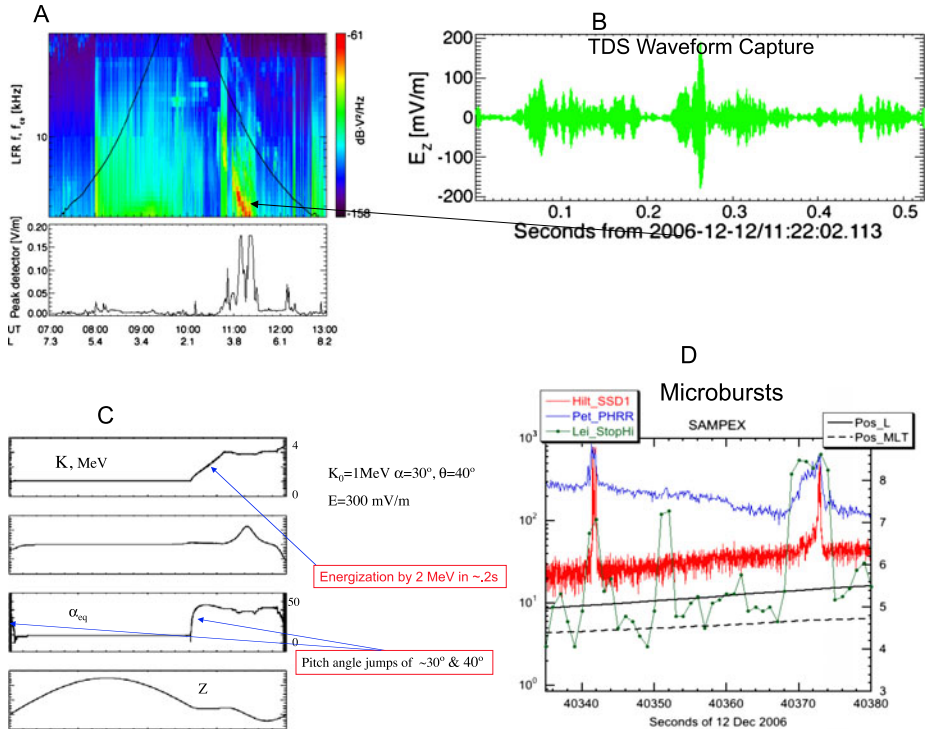 A
LFR f, fce [kHz]
10
-61
dB·V²/Hz
-158
Peak detector [V/m]
0.20
0.15
0.10
0.05
0.00
UT 07:00 08:00 09:00 10:00 11:00 12:00 13:00
L 7.3 5.4 3.4 2.1 3.8 6.1 8.2
B
TDS Waveform Capture
Ez [mV/m]
200
100
0
-100
-200
0.1 0.2 0.3 0.4 0.5
Seconds from 2006-12-12/11:22:02.113
C
K, MeV
4
0
K₀=1MeV α=30°, θ=40°
E=300 mV/m
Energization by 2 MeV in ~.2s
αeq
50
0
Pitch angle jumps of ~30° & 40°
Z
D
Microbursts
Hilt_SSD1
Pet_PHRR
Lei_StopHi
SAMPEX
Pos_L
Pos_MLT
10³
10²
10¹
10⁰
8
7
6
5
4
3
40340 40350 40360 40370 40380
Seconds of 12 Dec 2006